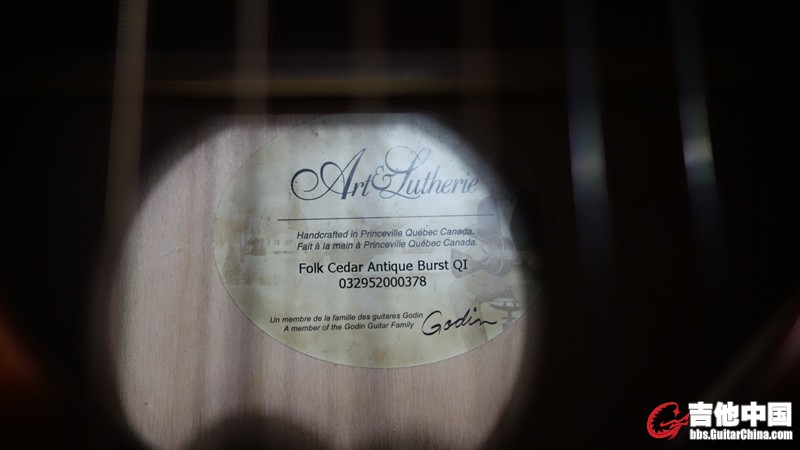 Art & Lutherie
Handcrafted in Princeville Québec Canada.
Fait à la main à Princeville Québec Canada.
Folk Cedar Antique Burst QI
032952000378
Un membre de la famille des guitares Godin
A member of the Godin Guitar Family
Godin
吉他中国
bbs.GuitarChina.com